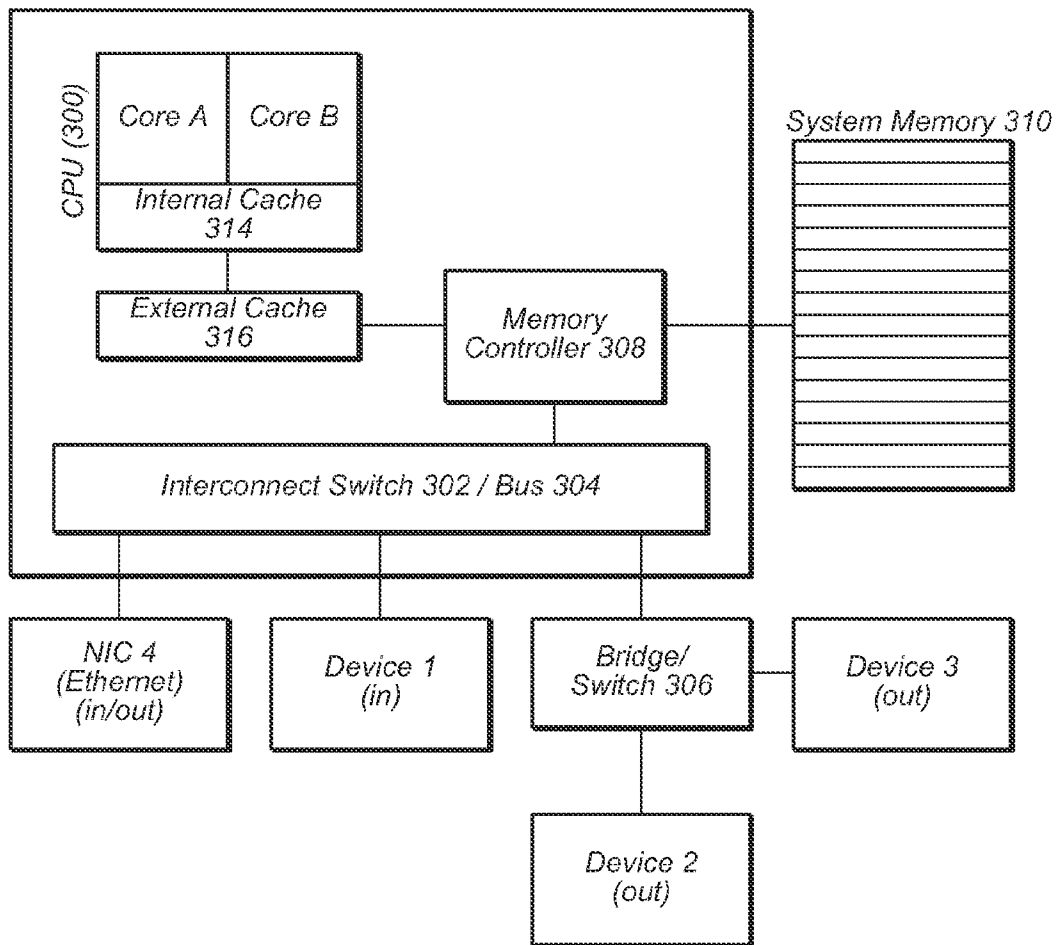 CPU (300)
Core A
Core B
Internal Cache
314
External Cache
316
Memory
Controller 308
System Memory 310
Interconnect Switch 302 / Bus 304
NIC 4
(Ethernet)
(in/out)
Device 1
(in)
Bridge/
Switch 306
Device 3
(out)
Device 2
(out)